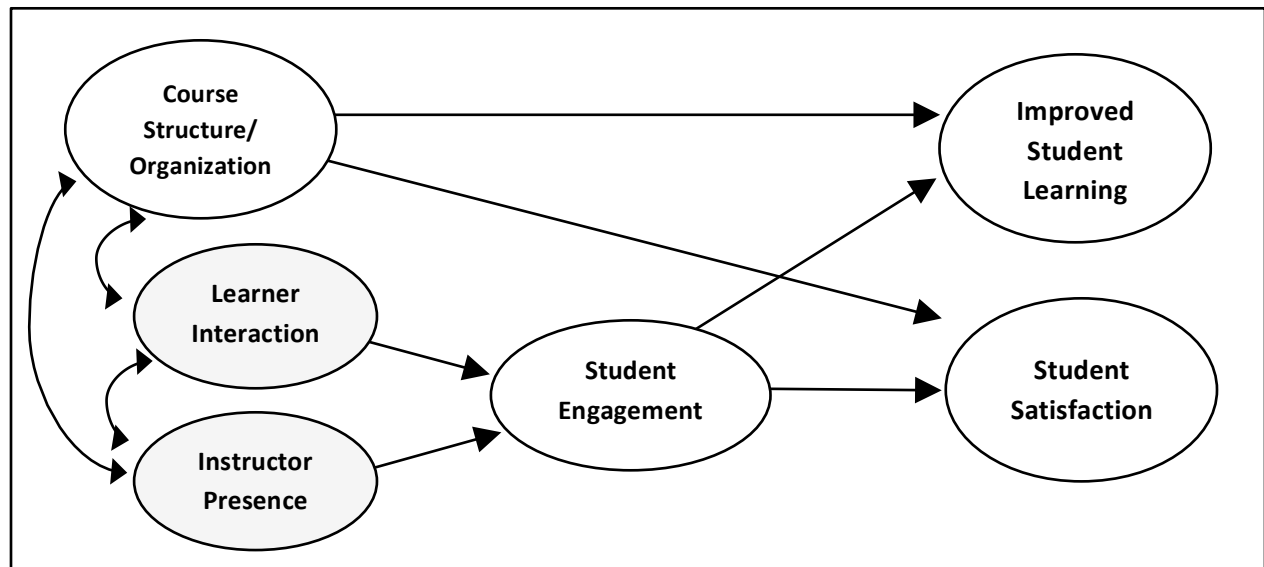 Course
Structure/
Organization
Improved
Student
Learning
Learner
Interaction
Student
Engagement
Student
Satisfaction
Instructor
Presence